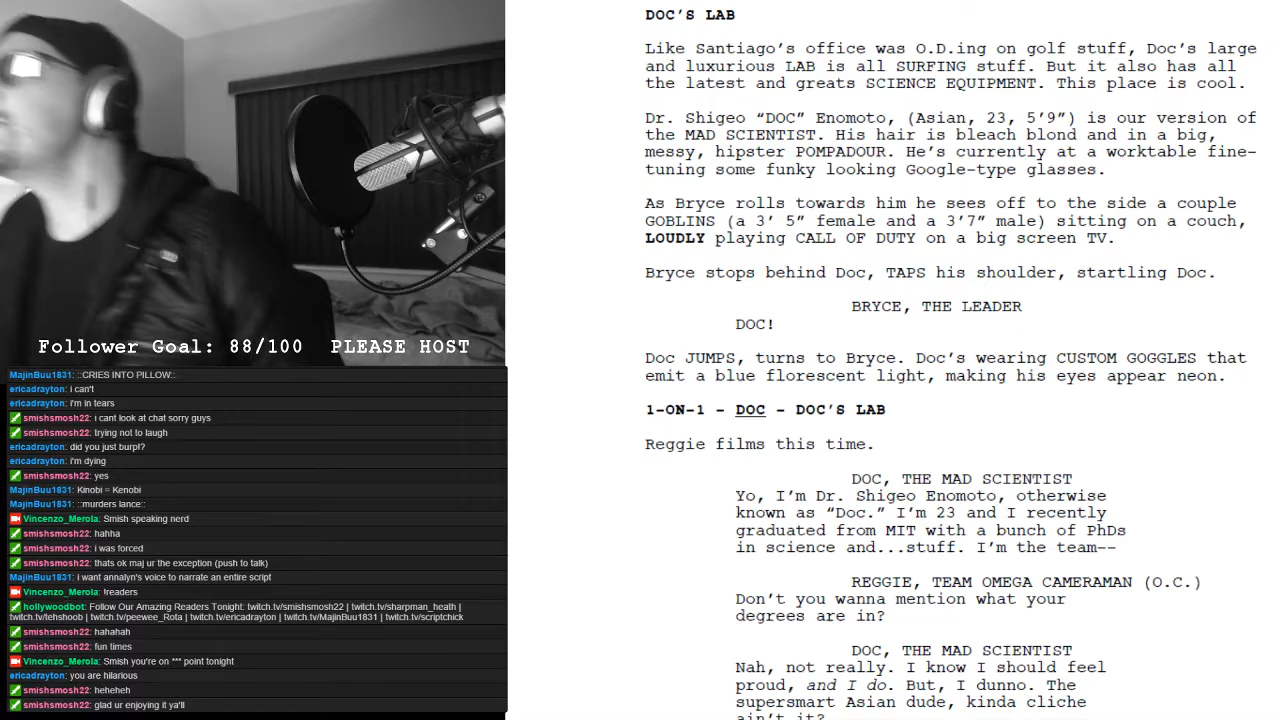 Follower Goal: 88/100 PLEASE HOST
MajinBuu1831: ::CRIES INTO PILLOW::
ericadrayton: i can't
ericadrayton: i'm in tears
smishsmosh22: i cant look at chat sorry guys
smishsmosh22: trying not to laugh
ericadrayton: did you just burp!?
ericadrayton: i'm dying
smishsmosh22: yes
MajinBuu1831: Kinobi = Kenobi
MajinBuu1831: ::murders lance::
Vincenzo_Merola: Smish speaking nerd
smishsmosh22: hahha
smishsmosh22: i was forced
smishsmosh22: thats ok maj ur the exception (push to talk)
MajinBuu1831: i want annalyn's voice to narrate an entire script
Vincenzo_Merola: !readers
hollywoodbot: Follow Our Amazing Readers Tonight: twitch.tv/smishsmosh22 | twitch.tv/sharpman_heath |
twitch.tv/tehshoob | twitch.tv/peewee_Rota | twitch.tv/ericadrayton | twitch.tv/MajinBuu1831 | twitch.tv/scriptchick
smishsmosh22: hahahah
smishsmosh22: fun times
Vincenzo_Merola: Smish you're on *** point tonight
ericadrayton: you are hilarious
smishsmosh22: heheheh
smishsmosh22: glad ur enjoying it ya'll
DOC'S LAB
Like Santiago's office was O.D.ing on golf stuff, Doc's large
and luxurious LAB is all SURFING stuff. But it also has all
the latest and greats SCIENCE EQUIPMENT. This place is cool.
Dr. Shigeo “DOC” Enomoto, (Asian, 23, 5'9”) is our version of
the MAD SCIENTIST. His hair is bleach blond and in a big,
messy, hipster POMPADOUR. He's currently at a worktable fine-
tuning some funky looking Google-type glasses.
As Bryce rolls towards him he sees off to the side a couple
GOBLINS (a 3' 5” female and a 3'7” male) sitting on a couch,
LOUDLY playing CALL OF DUTY on a big screen TV.
Bryce stops behind Doc, TAPS his shoulder, startling Doc.
BRYCE, THE LEADER
DOC!
Doc JUMPS, turns to Bryce. Doc's wearing CUSTOM GOGGLES that
emit a blue florescent light, making his eyes appear neon.
1-ON-1 - DOC - DOC'S LAB
Reggie films this time.
DOC, THE MAD SCIENTIST
Yo, I'm Dr. Shigeo Enomoto, otherwise
known as “Doc.” I'm 23 and I recently
graduated from MIT with a bunch of PhDs
in science and...stuff. I'm the team--
REGGIE, TEAM OMEGA CAMERAMAN (O.C.)
Don't you wanna mention what your
degrees are in?
DOC, THE MAD SCIENTIST
Nah, not really. I know I should feel
proud, and I do. But, I dunno. The
supersmart Asian dude, kinda cliche
ain't it?